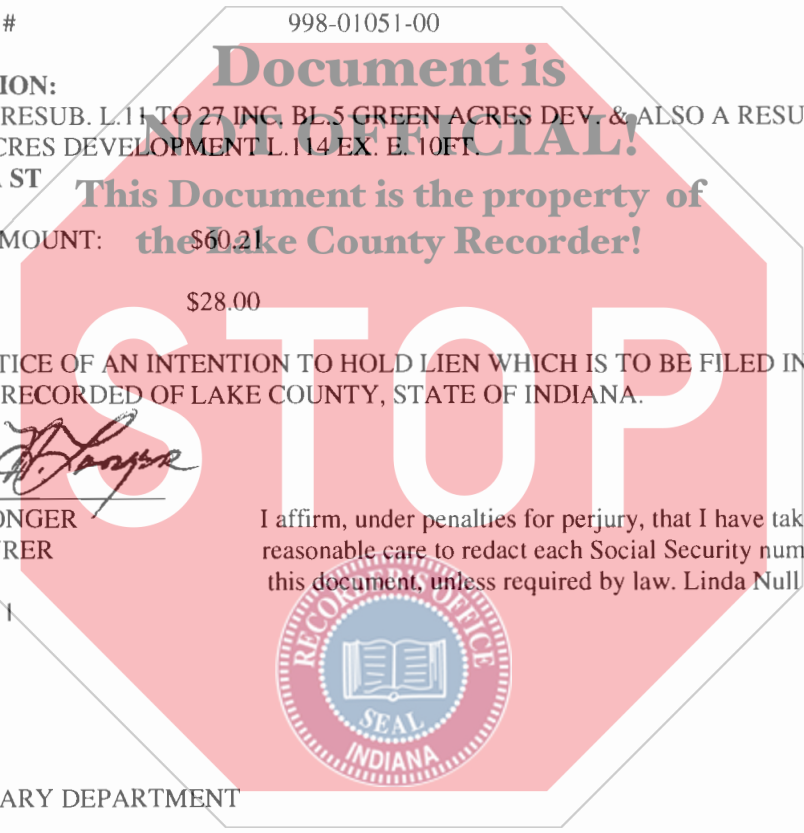 # 998-01051-00
Document is
ION:
RESUB. L.11 TO 27 INC. BL.5 GREEN ACRES DEV. & ALSO A RESU
NOT OFFICIAL!
CRES DEVELOPMENT L.114 EX. E. 10FT.
ST
This Document is the property of
MOUNT: $60.21
the Lake County Recorder!
$28.00
STOP
TICE OF AN INTENTION TO HOLD LIEN WHICH IS TO BE FILED IN
RECORDED OF LAKE COUNTY, STATE OF INDIANA.
ONGER
I affirm, under penalties for perjury, that I have tak
RER
reasonable care to redact each Social Security num
this document, unless required by law. Linda Null
1
RECORDER'S OFFICE
SEAL
INDIANA
ARY DEPARTMENT